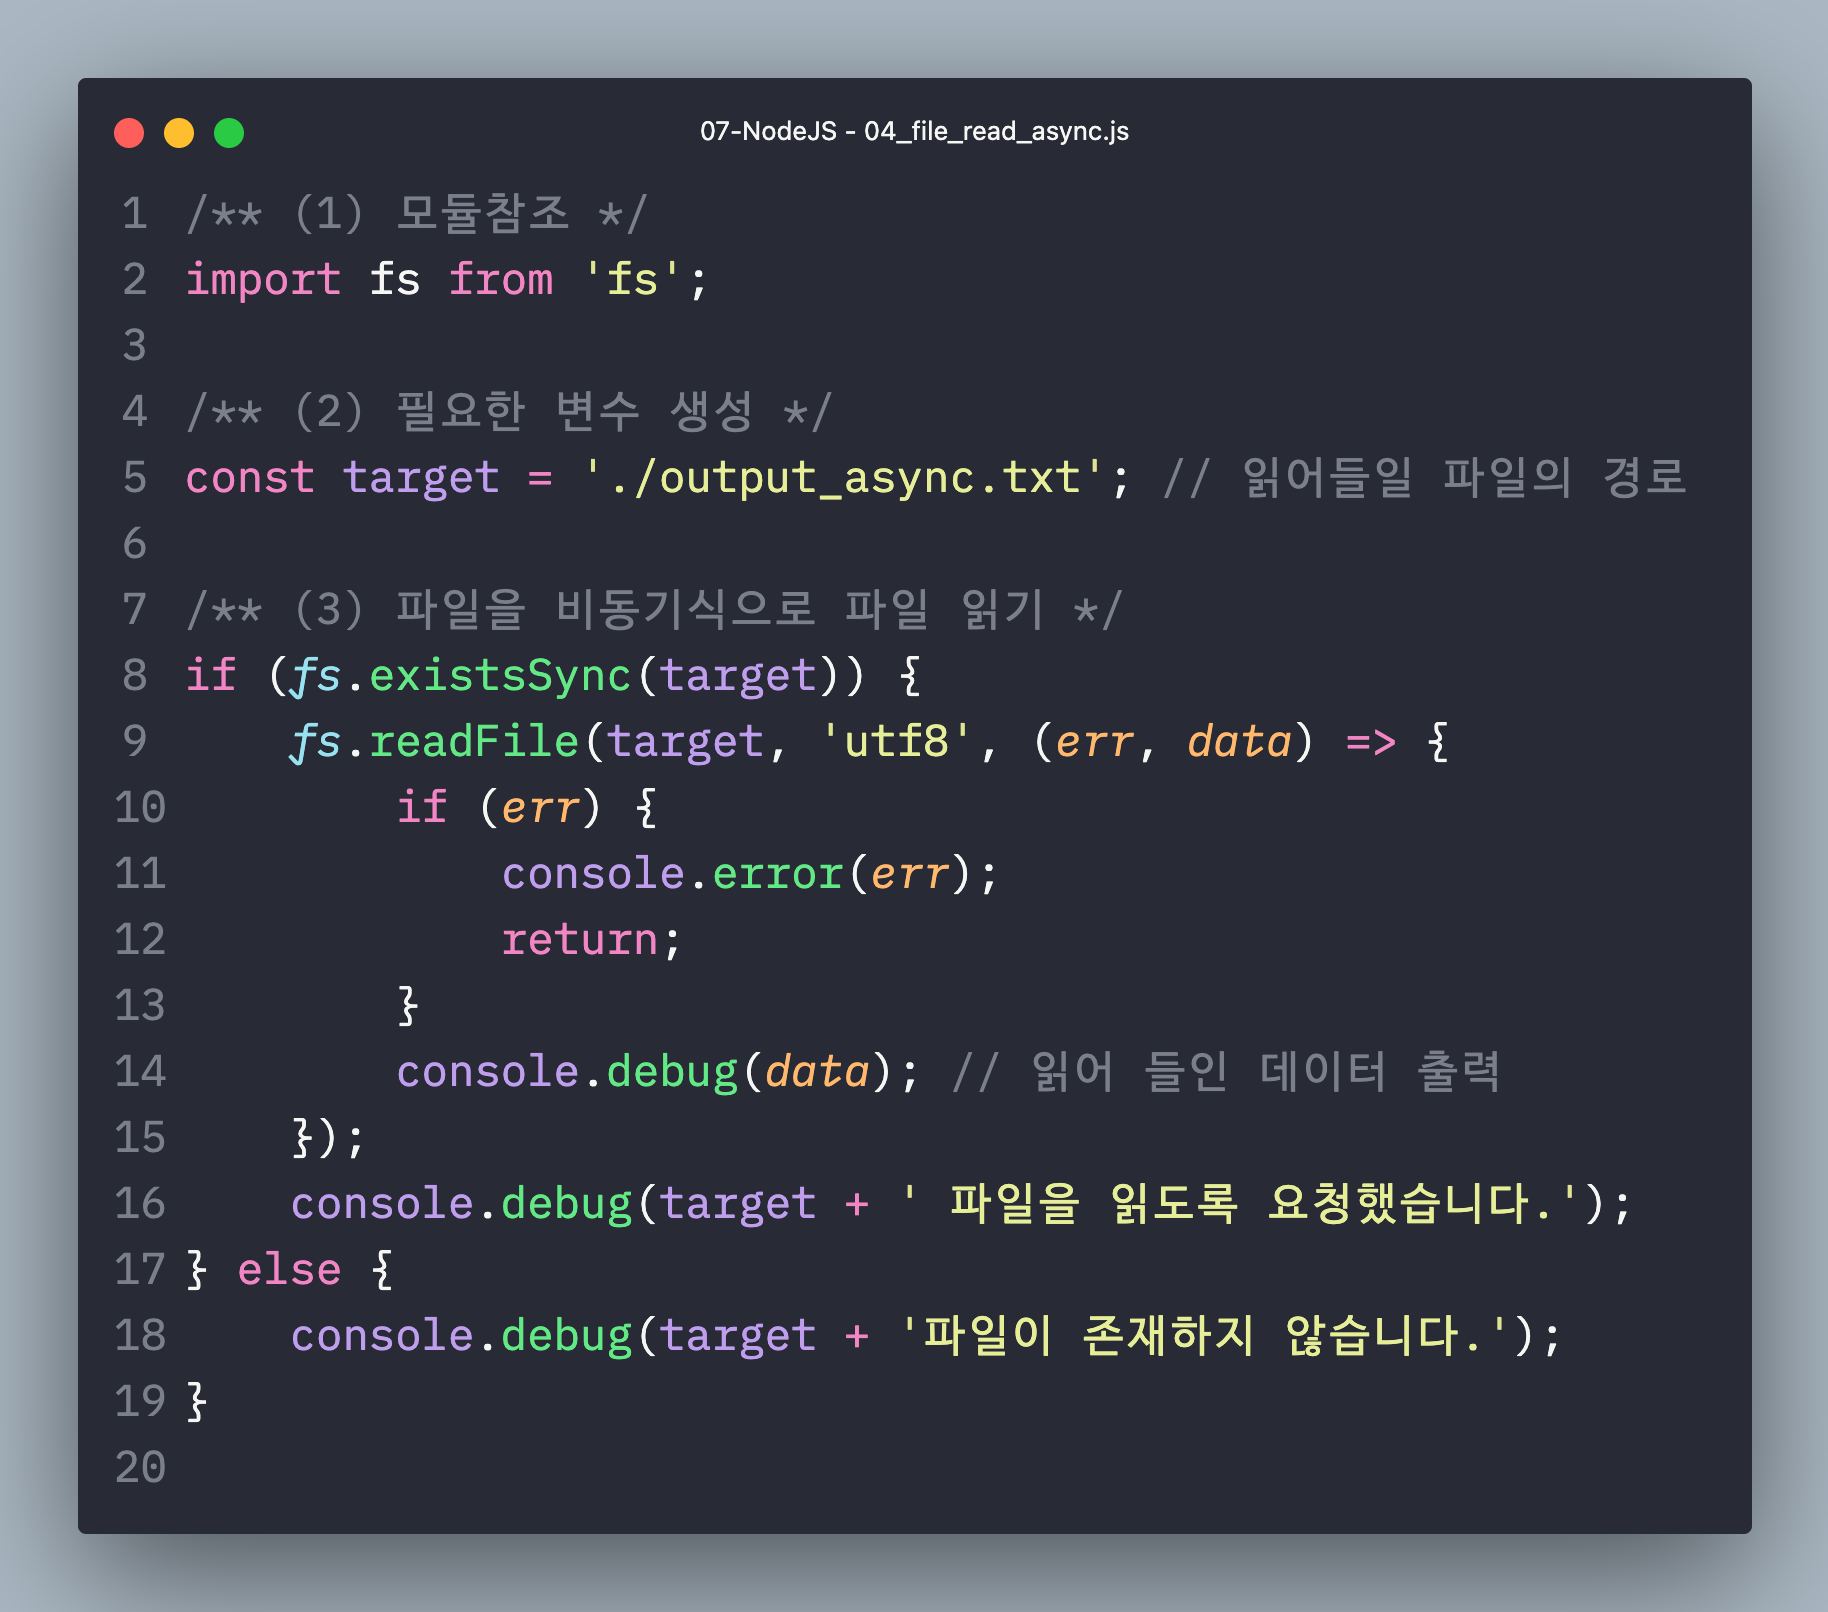 07-NodeJS - 04_file_read_async.js
1 /** (1) 모듈참조 */
2 import fs from 'fs';
3
4 /** (2) 필요한 변수 생성 */
5 const target = './output_async.txt'; // 읽어들일 파일의 경로
6
7 /** (3) 파일을 비동기식으로 파일 읽기 */
8 if (fs.existsSync(target)) {
9     fs.readFile(target, 'utf8', (err, data) => {
10         if (err) {
11             console.error(err);
12             return;
13         }
14         console.debug(data); // 읽어 들인 데이터 출력
15     });
16     console.debug(target + ' 파일을 읽도록 요청했습니다.');
17 } else {
18     console.debug(target + '파일이 존재하지 않습니다.');
19 }
20